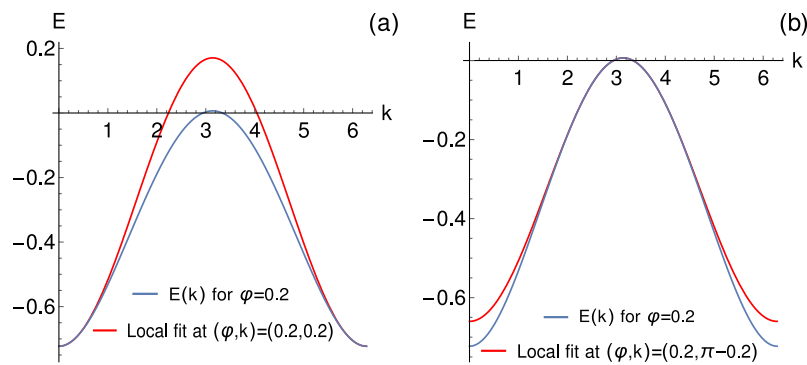 E
(a)
0.2
k
1 2 3 4 5 6
−0.2
−0.4
−0.6
E(k) for φ=0.2
Local fit at (φ,k)=(0.2,0.2)
E
(b)
k
1 2 3 4 5 6
−0.2
−0.4
−0.6
E(k) for φ=0.2
Local fit at (φ,k)=(0.2,π−0.2)